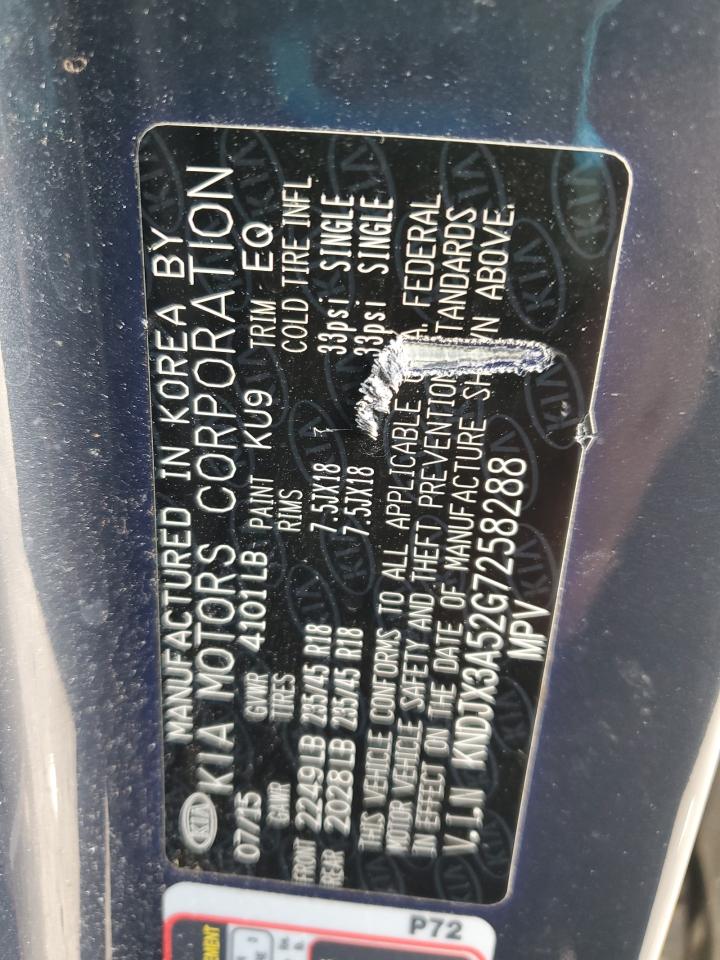 MANUFACTURED IN KOREA BY
KIA KIA MOTORS CORPORATION
07/15 GVWR 4101LB PAINT KU9 TRIM EQ
GAWR TIRES RIMS COLD TIRE INFL
FRONT 2249LB 235/45 R18 7.5JX18 33psi SINGLE
REAR 2028LB 235/45 R18 7.5JX18 33psi SINGLE
THIS VEHICLE CONFORMS TO ALL APPLICABLE A. FEDERAL
MOTOR VEHICLE SAFETY AND THEFT PREVENTION TANDARDS
IN EFFECT ON THE DATE OF MANUFACTURE SH N ABOVE.
V.I.N KNDJX3A52G7258288
MPV
P72